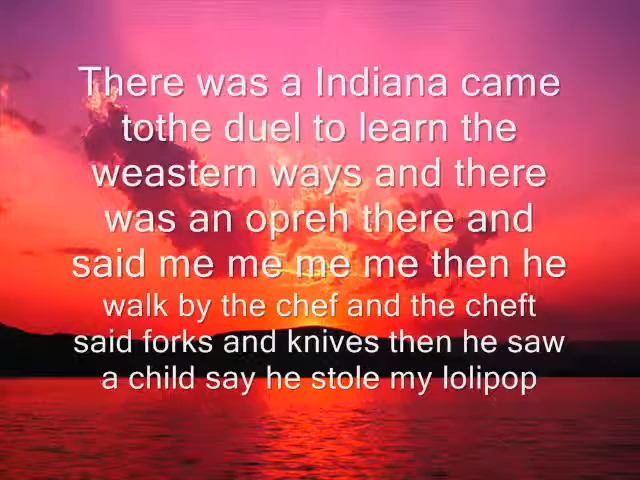 There was a Indiana came
tothe duel to learn the
weastern ways and there
was an opreh there and
said me me me me then he
walk by the chef and the cheft
said forks and knives then he saw
a child say he stole my lolipop